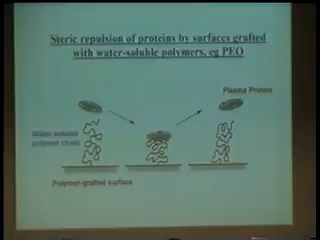 Steric repulsion of proteins by surfaces grafted
with water-soluble polymers, eg PEO
Plasma Protein
Water soluble
polymer chain
Polymer-grafted surface